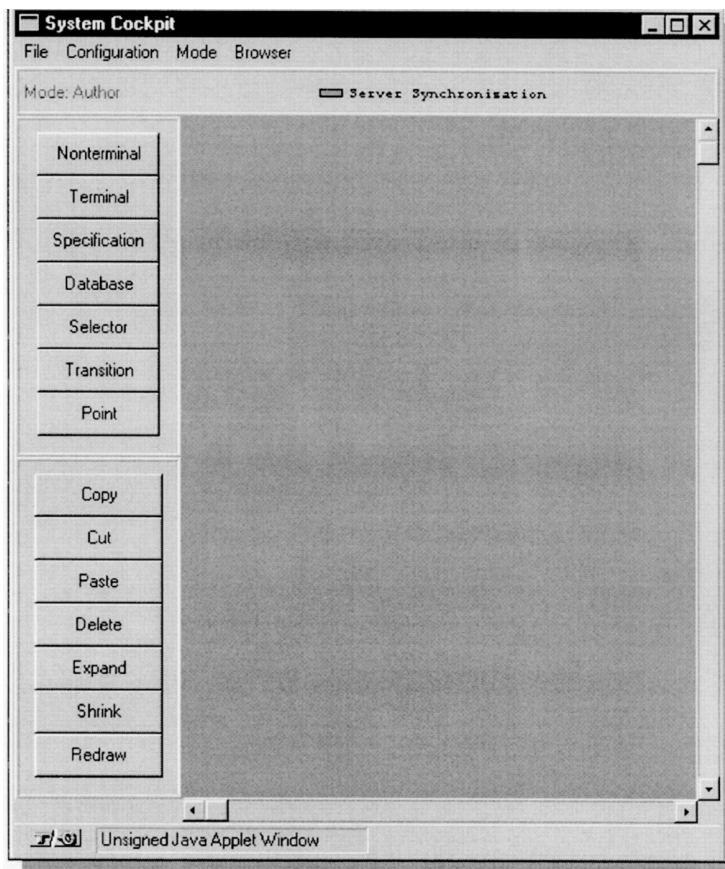 System Cockpit
File Configuration Mode Browser
Mode: Author
Server Synchronization
Nonterminal
Terminal
Specification
Database
Selector
Transition
Point
Copy
Cut
Paste
Delete
Expand
Shrink
Redraw
Unsigned Java Applet Window